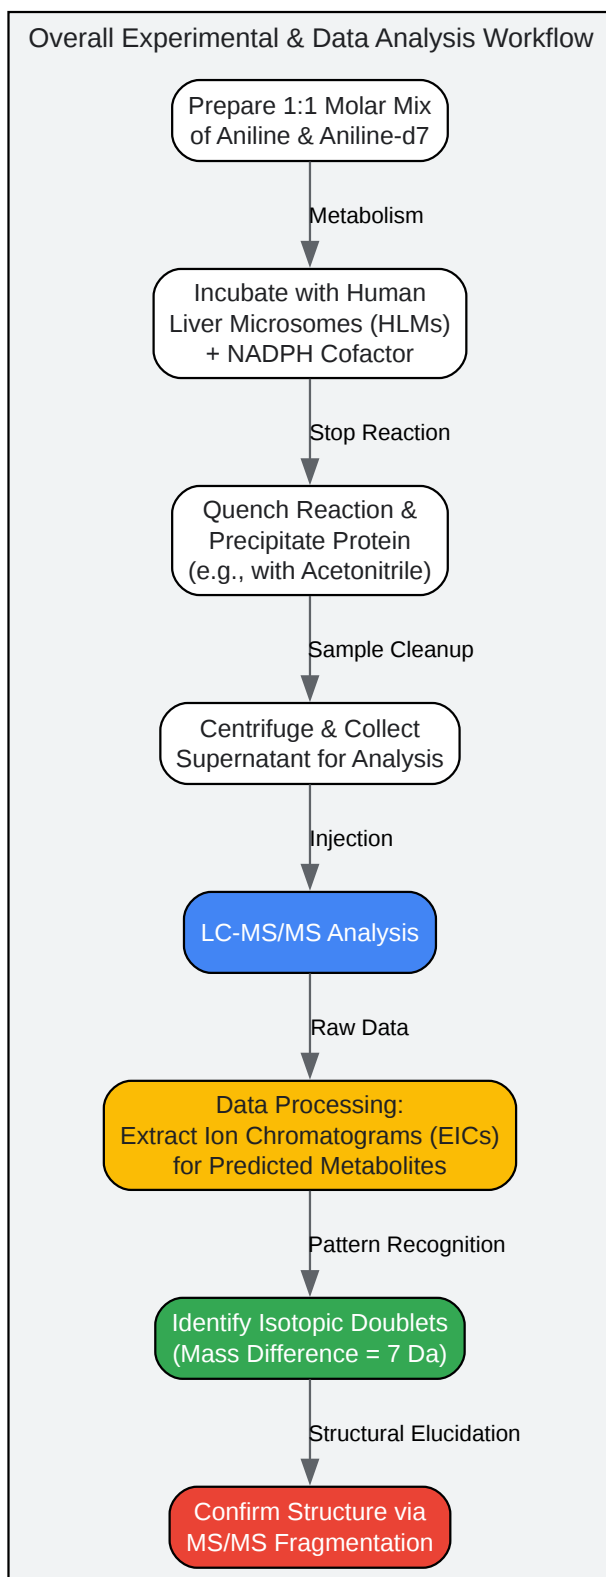 Overall Experimental & Data Analysis Workflow
Prepare 1:1 Molar Mix
of Aniline & Aniline-d7
Metabolism
Incubate with Human
Liver Microsomes (HLMs)
+ NADPH Cofactor
Stop Reaction
Quench Reaction &
Precipitate Protein
(e.g., with Acetonitrile)
Sample Cleanup
Centrifuge & Collect
Supernatant for Analysis
Injection
LC-MS/MS Analysis
Raw Data
Data Processing:
Extract Ion Chromatograms (EICs)
for Predicted Metabolites
Pattern Recognition
Identify Isotopic Doublets
(Mass Difference = 7 Da)
Structural Elucidation
Confirm Structure via
MS/MS Fragmentation